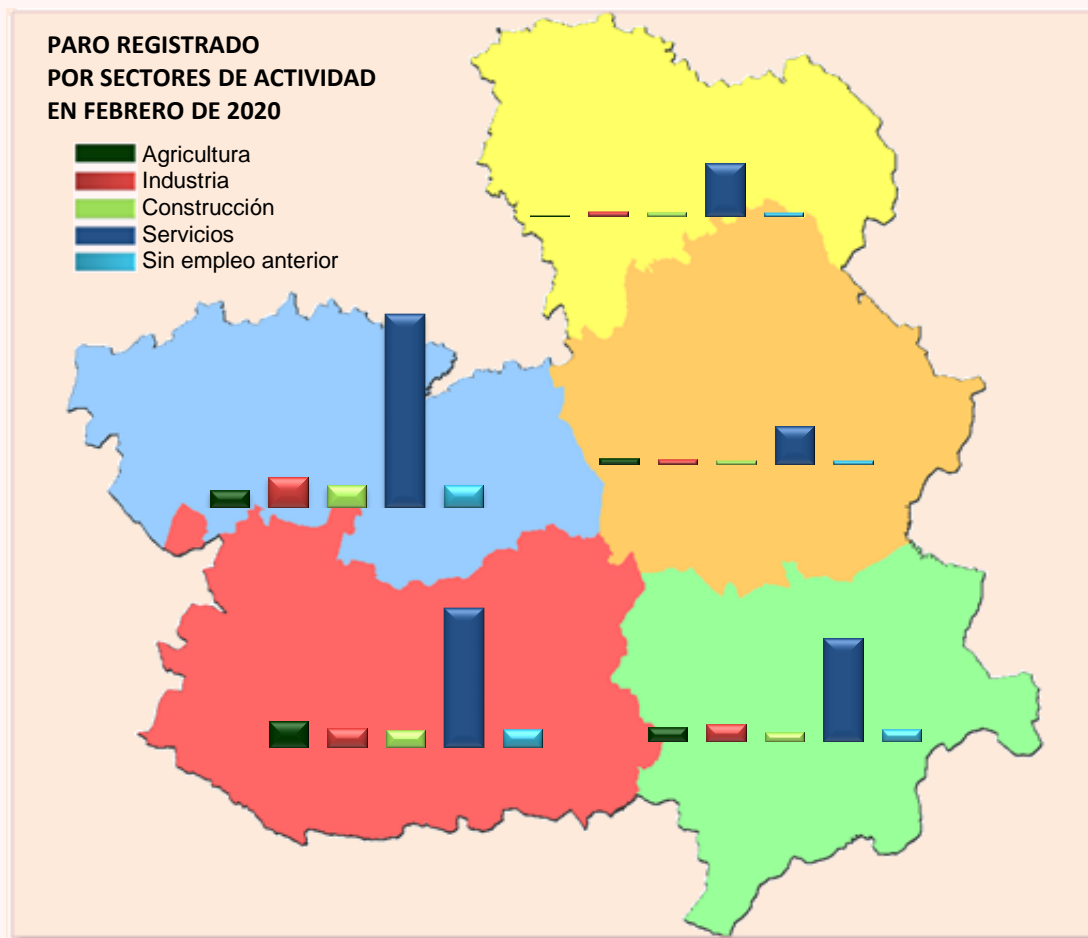 PARO REGISTRADO
POR SECTORES DE ACTIVIDAD
EN FEBRERO DE 2020
Agricultura
Industria
Construcción
Servicios
Sin empleo anterior